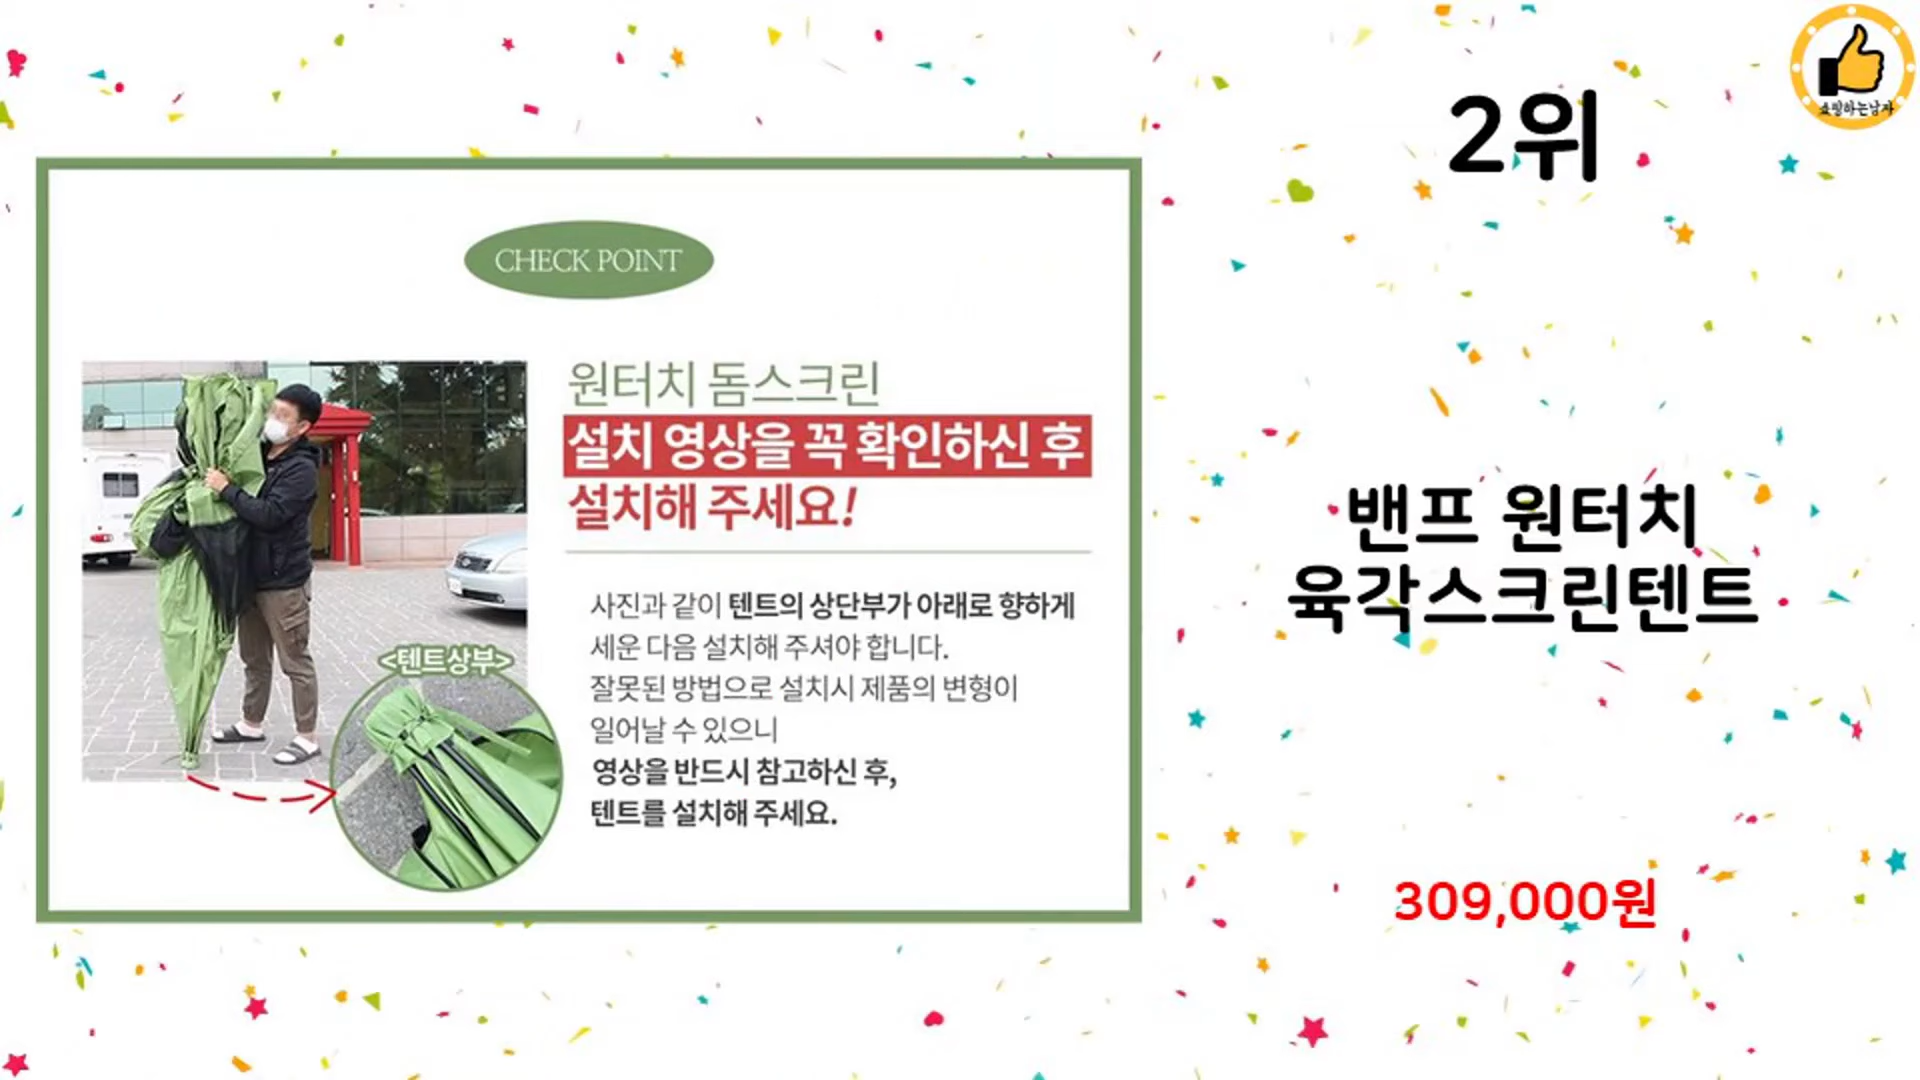 쇼핑하는남자
2위
CHECK POINT
원터치 돔스크린
설치 영상을 꼭 확인하신 후
설치해 주세요!
사진과 같이 텐트의 상단부가 아래로 향하게
세운 다음 설치해 주셔야 합니다.
잘못된 방법으로 설치시 제품의 변형이
일어날 수 있으니
영상을 반드시 참고하신 후,
텐트를 설치해 주세요.
<텐트상부>
밴프 원터치
육각스크린텐트
309,000원